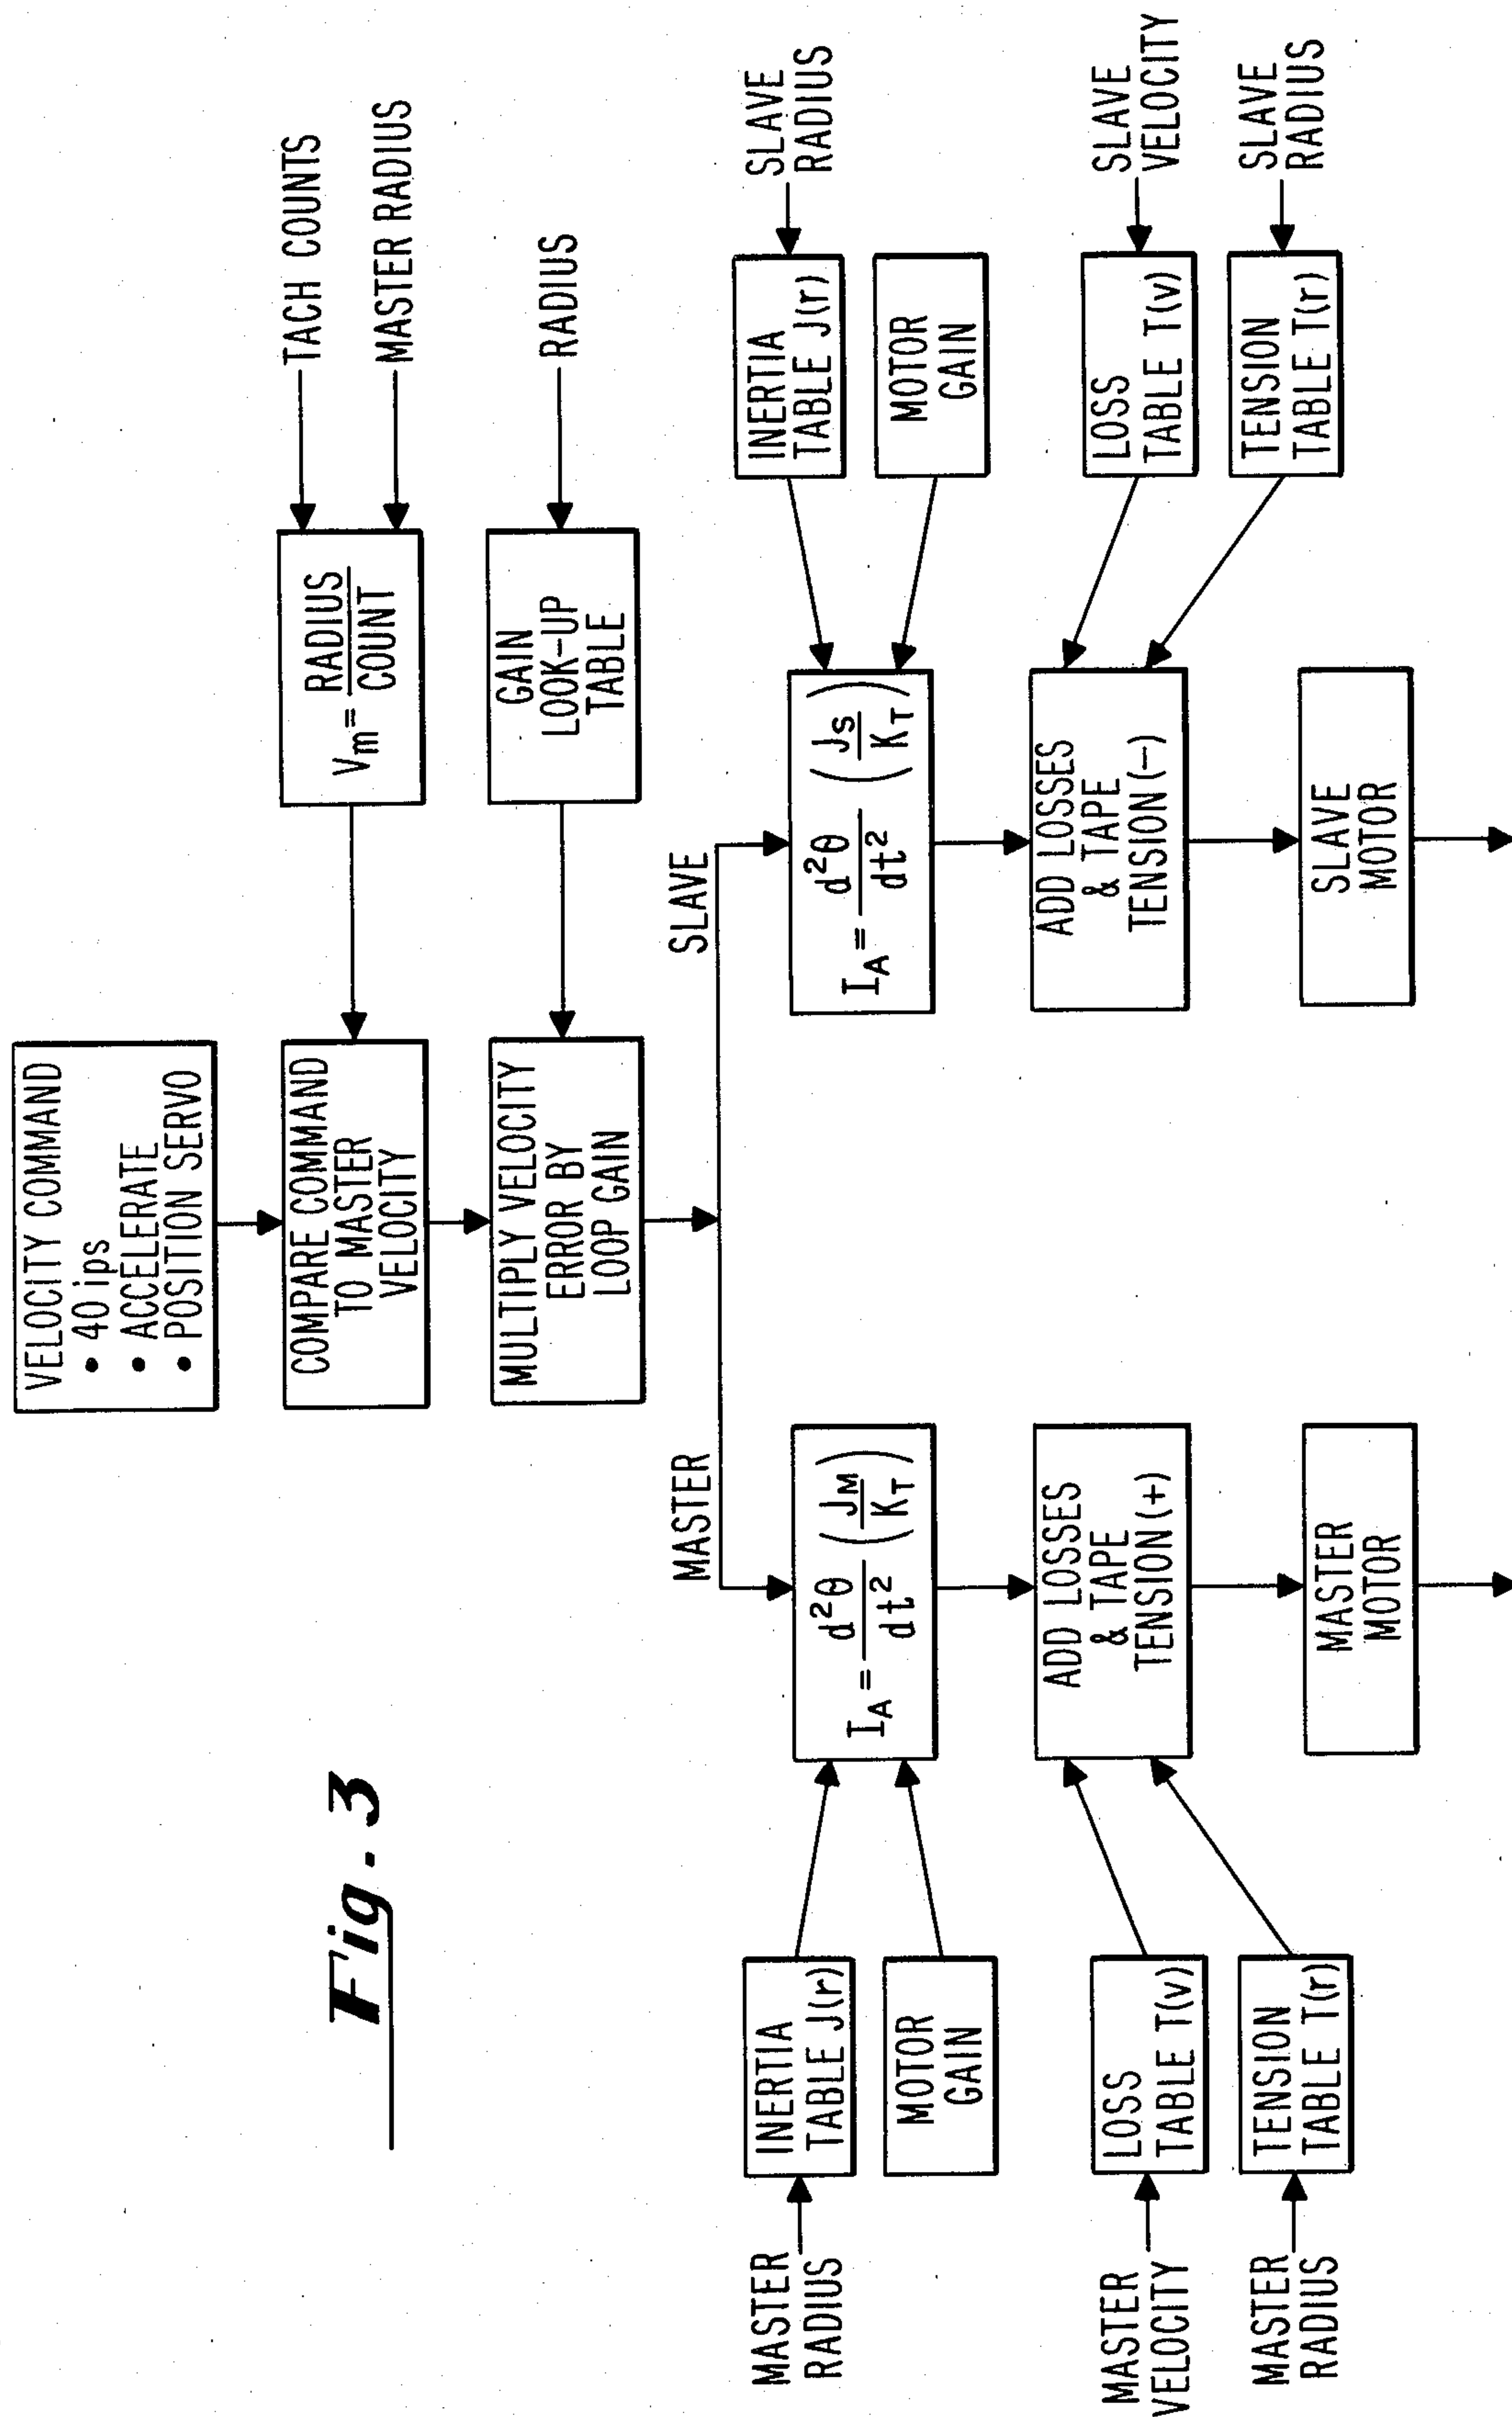 Fig. 3
VELOCITY COMMAND
• 40 ips
• ACCELERATE
• POSITION SERVO
COMPARE COMMAND
TO MASTER
VELOCITY
V_m = RADIUS / COUNT
TACH COUNTS
MASTER RADIUS
MULTIPLY VELOCITY
ERROR BY
LOOP GAIN
GAIN
LOOK-UP
TABLE
RADIUS
MASTER
SLAVE
MASTER
RADIUS
INERTIA
TABLE J(r)
MOTOR
GAIN
I_A = d²θ/dt² (J_M/K_T)
I_A = d²θ/dt² (J_S/K_T)
INERTIA
TABLE J(r)
MOTOR
GAIN
SLAVE
RADIUS
MASTER
VELOCITY
LOSS
TABLE T(v)
MASTER
RADIUS
TENSION
TABLE T(r)
ADD LOSSES
& TAPE
TENSION(+)
ADD LOSSES
& TAPE
TENSION(−)
LOSS
TABLE T(v)
SLAVE
VELOCITY
TENSION
TABLE T(r)
SLAVE
RADIUS
MASTER
MOTOR
SLAVE
MOTOR